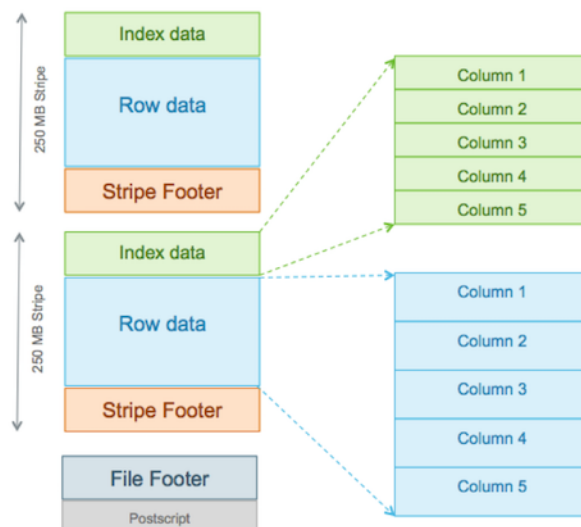 250 MB Stripe
Index data
Row data
Stripe Footer
250 MB Stripe
Index data
Row data
Stripe Footer
File Footer
Postscript
Column 1
Column 2
Column 3
Column 4
Column 5
Column 1
Column 2
Column 3
Column 4
Column 5